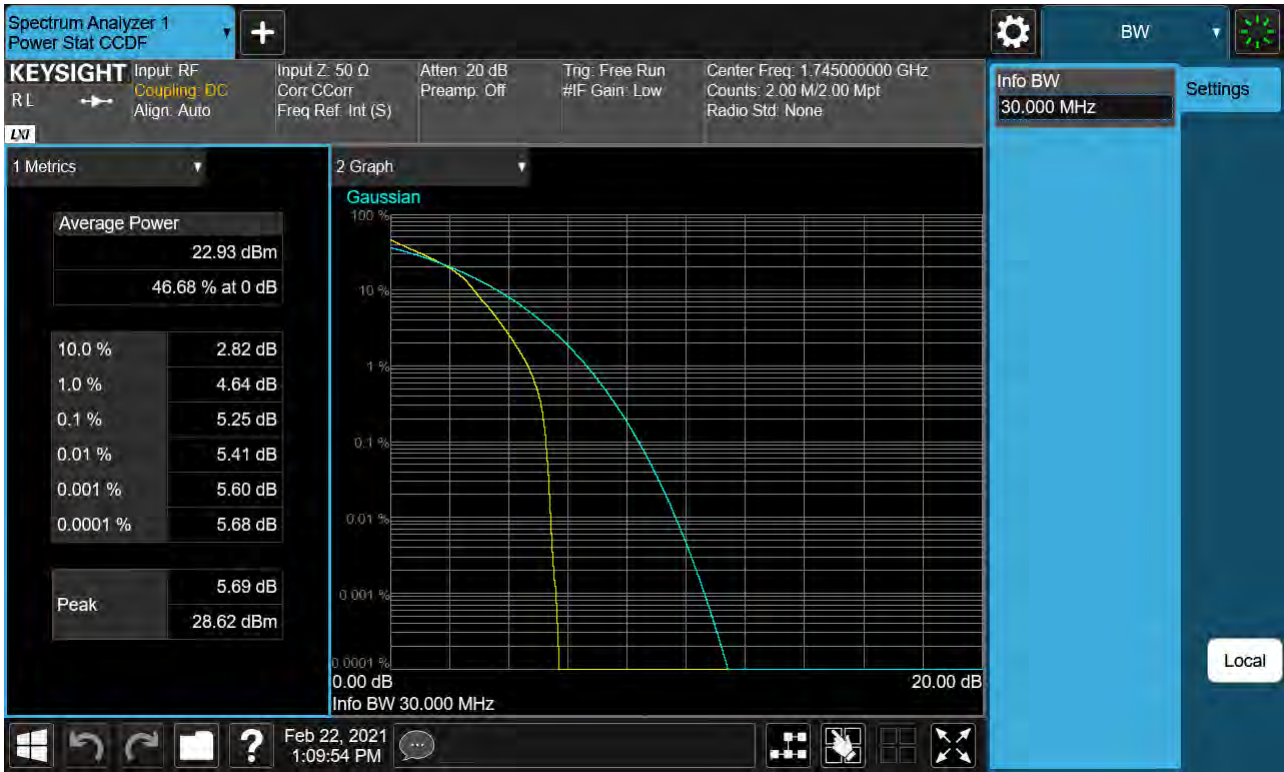 Spectrum Analyzer 1
Power Stat CCDF
BW
KEYSIGHT
R L
LXI
Input: RF
Coupling: DC
Align: Auto
Input Z: 50 Ω
Corr CCorr
Freq Ref: Int (S)
Atten: 20 dB
Preamp: Off
Trig: Free Run
#IF Gain: Low
Center Freq: 1.745000000 GHz
Counts: 2.00 M/2.00 Mpt
Radio Std: None
Info BW
30.000 MHz
Settings
1 Metrics
Average Power
22.93 dBm
46.68 % at 0 dB
10.0 % 2.82 dB
1.0 % 4.64 dB
0.1 % 5.25 dB
0.01 % 5.41 dB
0.001 % 5.60 dB
0.0001 % 5.68 dB
Peak
5.69 dB
28.62 dBm
2 Graph
Gaussian
100 %
10 %
1 %
0.1 %
0.01 %
0.001 %
0.0001 %
0.00 dB 20.00 dB
Info BW 30.000 MHz
Local
Feb 22, 2021
1:09:54 PM